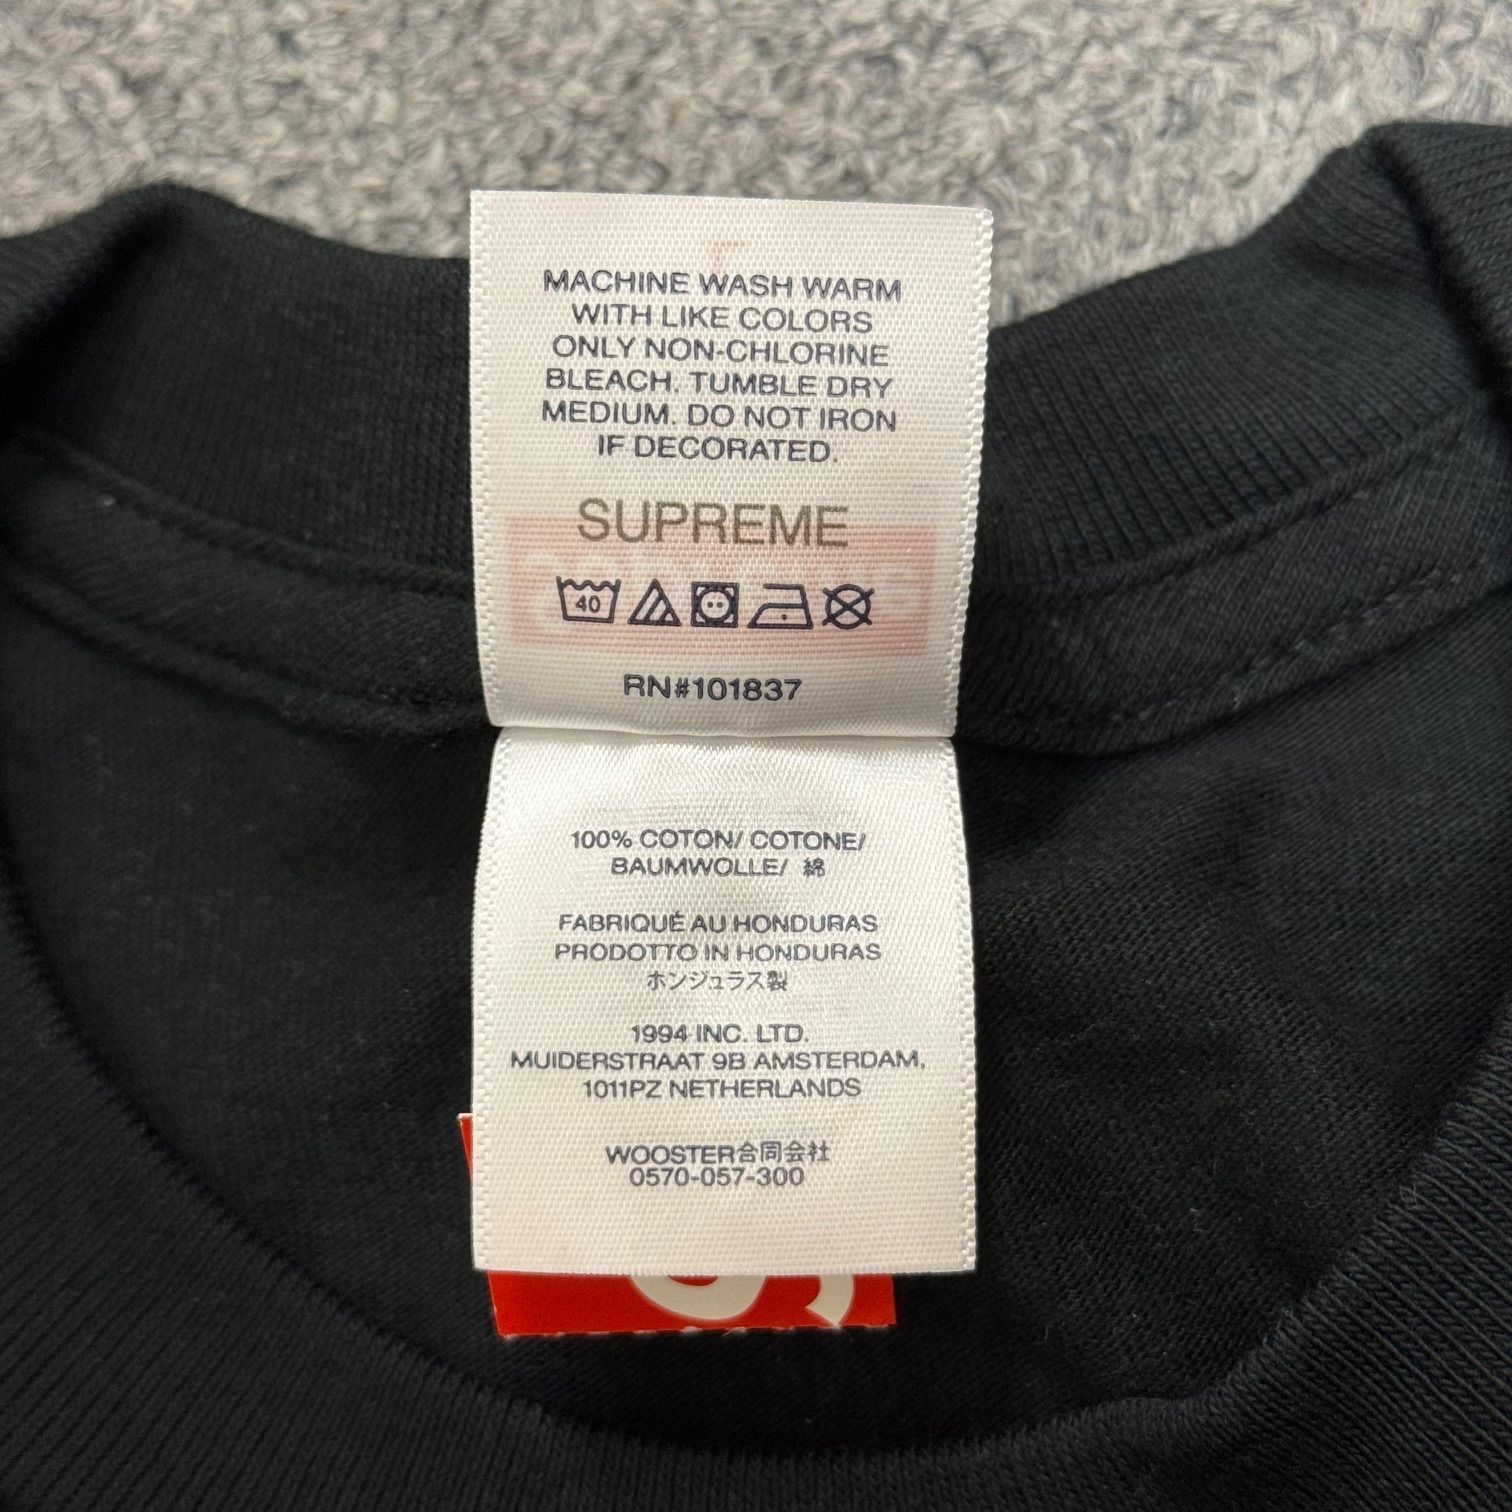 MACHINE WASH WARM
WITH LIKE COLORS
ONLY NON-CHLORINE
BLEACH. TUMBLE DRY
MEDIUM. DO NOT IRON
IF DECORATED.
SUPREME
40
RN#101837
100% COTON/ COTONE/
BAUMWOLLE/ 綿
FABRIQUÉ AU HONDURAS
PRODOTTO IN HONDURAS
ホンジュラス製
1994 INC. LTD.
MUIDERSTRAAT 9B AMSTERDAM,
1011PZ NETHERLANDS
WOOSTER合同会社
0570-057-300